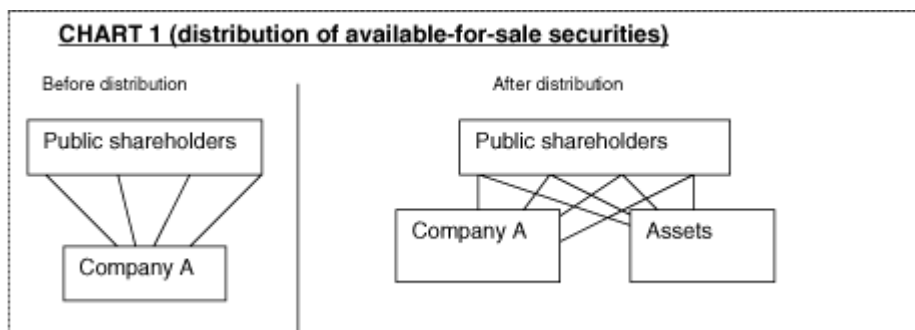 CHART 1 (distribution of available-for-sale securities)
Before distribution
After distribution
Public shareholders
Public shareholders
Company A
Assets
Company A